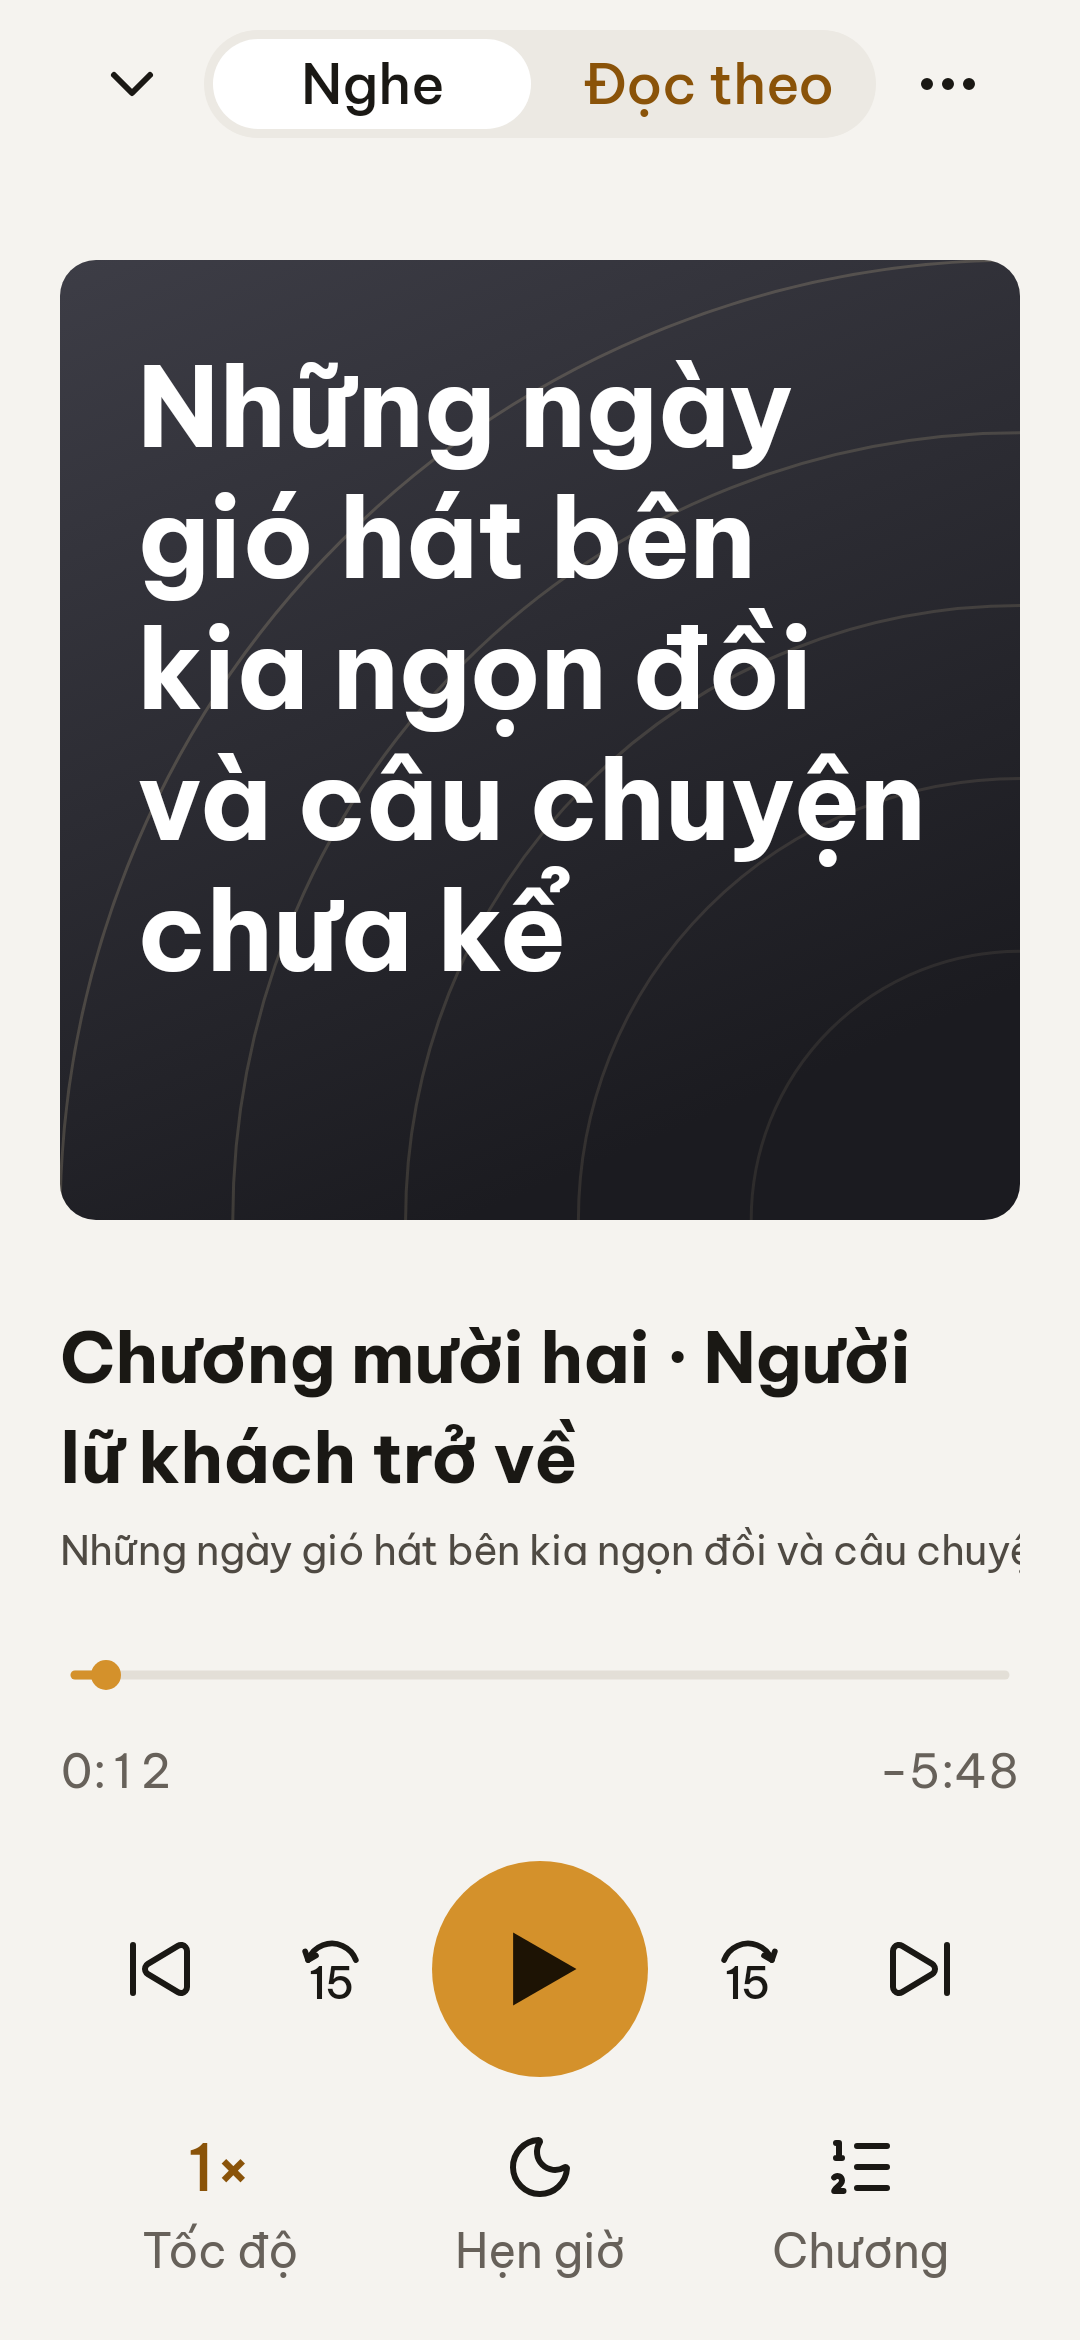 Nghe
Đọc theo
Những ngày
gió hát bên
kia ngọn đồi
và câu chuyện
chưa kể
Chương mười hai · Người
lữ khách trở về
Những ngày gió hát bên kia ngọn đồi và câu
0:12
-5:48
15
15
1×
Tốc độ
Hẹn giờ
Chương